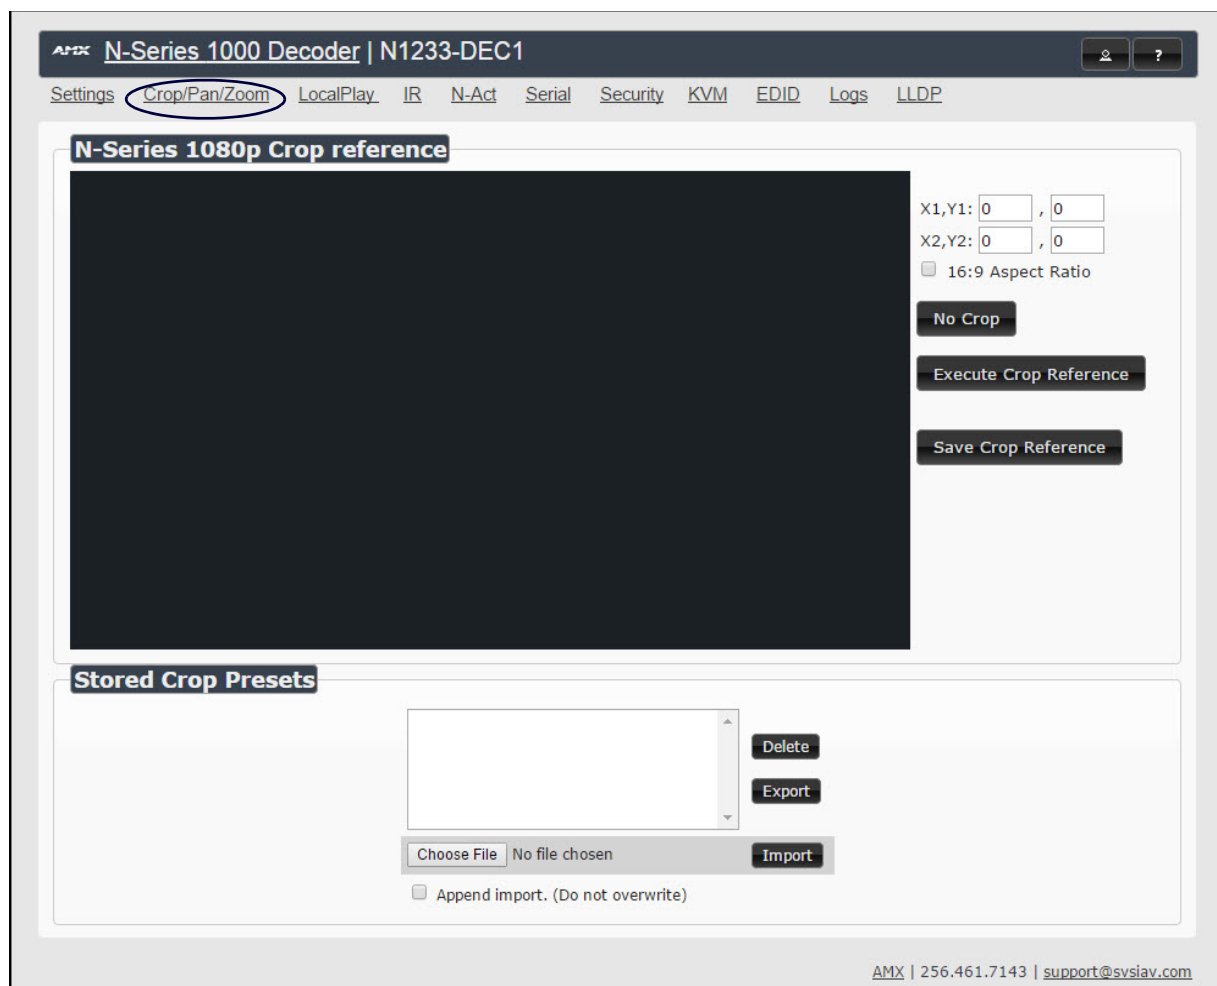 AMX N-Series 1000 Decoder | N1233-DEC1 ?
Settings Crop/Pan/Zoom LocalPlay IR N-Act Serial Security KVM EDID Logs LLDP
N-Series 1080p Crop reference
X1,Y1: 0 , 0
X2,Y2: 0 , 0
16:9 Aspect Ratio
No Crop
Execute Crop Reference
Save Crop Reference
Stored Crop Presets
Delete
Export
Choose File No file chosen Import
Append import. (Do not overwrite)
AMX | 256.461.7143 | support@svsiav.com